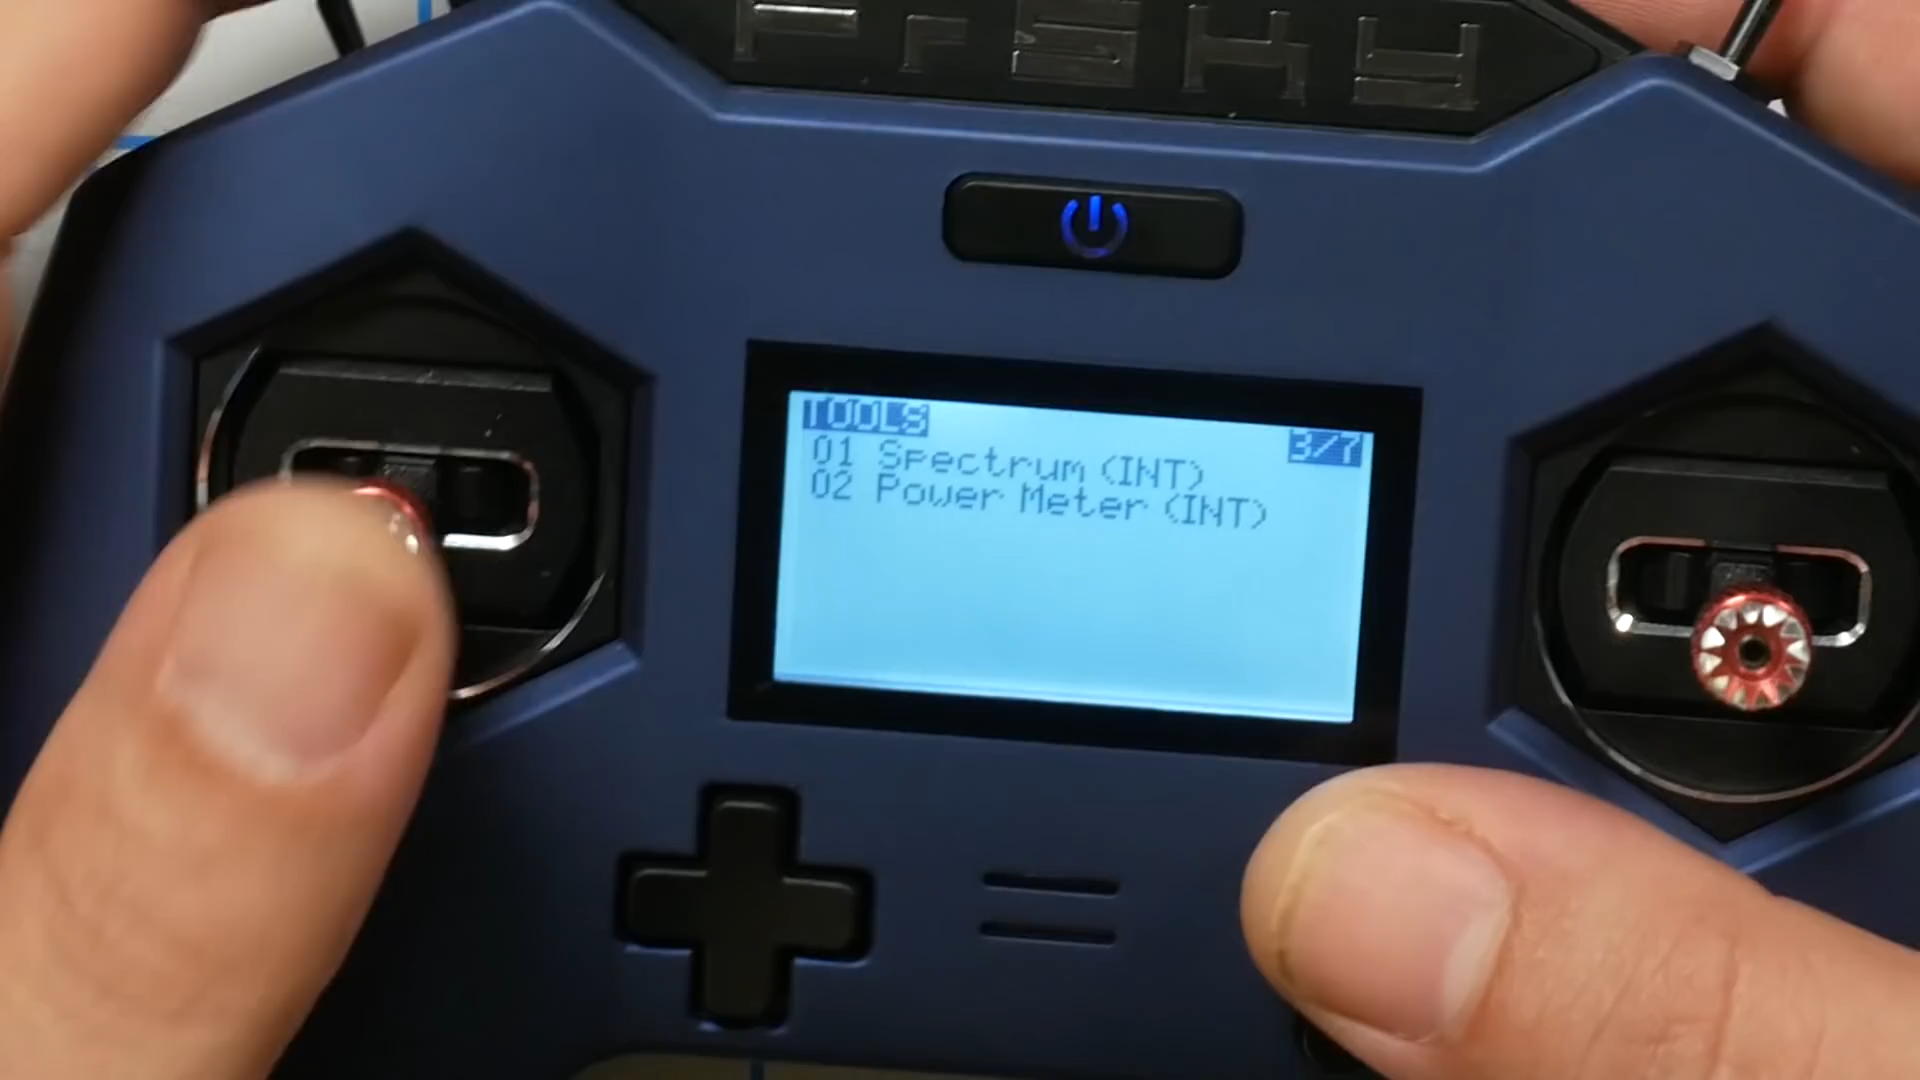 FrSKY
TOOLS 3/7
01 Spectrum (INT)
02 Power Meter (INT)